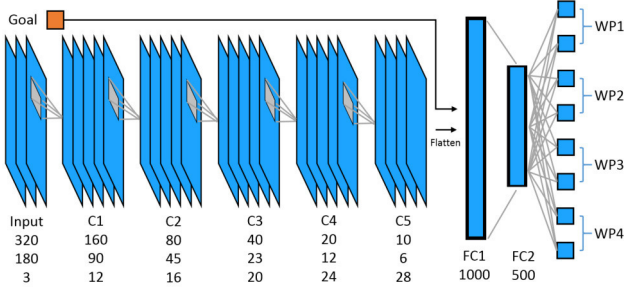 Goal
WP1
WP2
Flatten
WP3
WP4
Input C1 C2 C3 C4 C5
320 160 80 40 20 10
180 90 45 23 12 6
3 12 16 20 24 28
FC1 FC2
1000 500